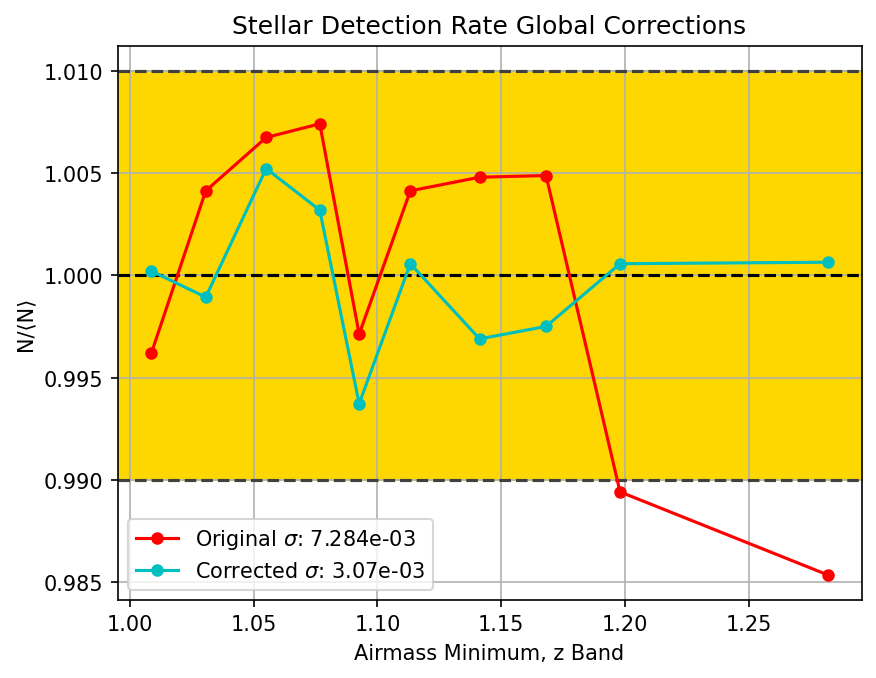 Stellar Detection Rate Global Corrections
1.010
1.005
1.000
0.995
0.990
0.985
N/⟨N⟩
Original σ: 7.284e-03
Corrected σ: 3.07e-03
1.00 1.05 1.10 1.15 1.20 1.25
Airmass Minimum, z Band